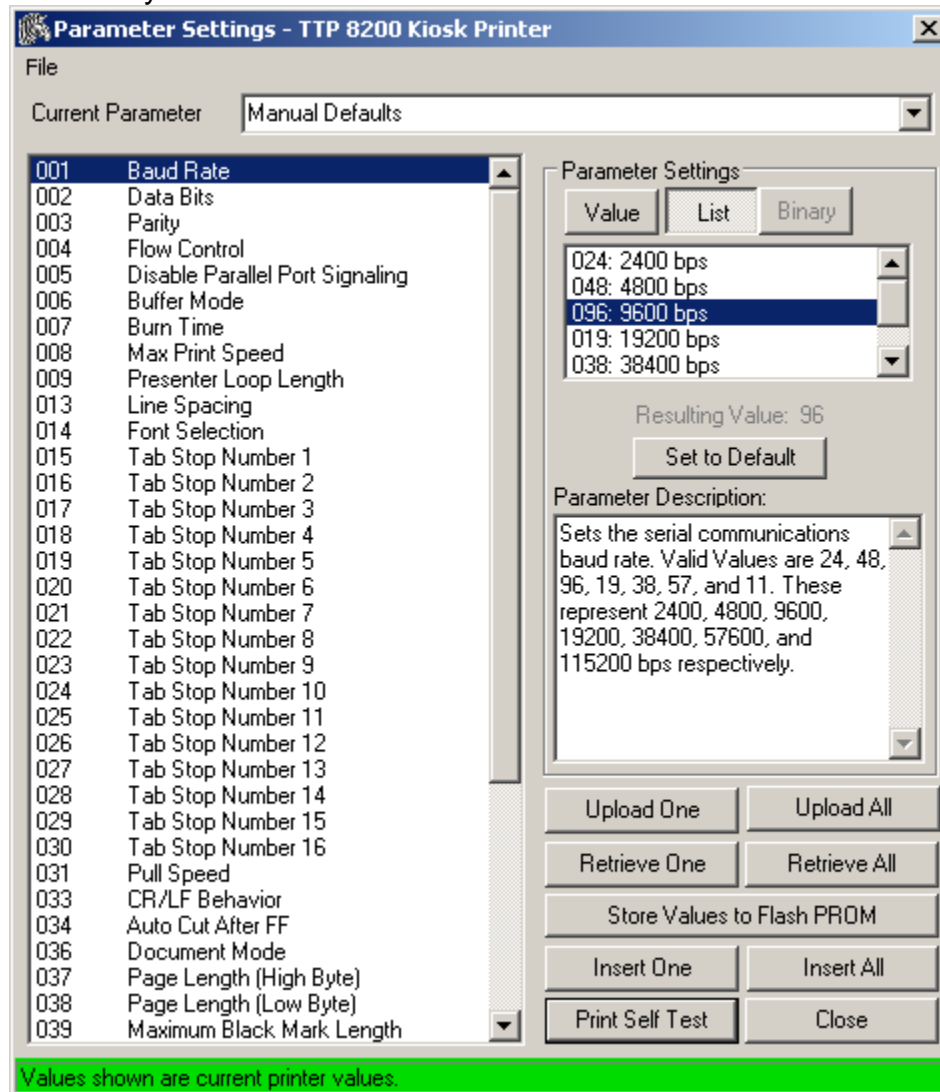 Parameter Settings - TTP 8200 Kiosk Printer
File
Current Parameter Manual Defaults
001 Baud Rate
002 Data Bits
003 Parity
004 Flow Control
005 Disable Parallel Port Signaling
006 Buffer Mode
007 Burn Time
008 Max Print Speed
009 Presenter Loop Length
013 Line Spacing
014 Font Selection
015 Tab Stop Number 1
016 Tab Stop Number 2
017 Tab Stop Number 3
018 Tab Stop Number 4
019 Tab Stop Number 5
020 Tab Stop Number 6
021 Tab Stop Number 7
022 Tab Stop Number 8
023 Tab Stop Number 9
024 Tab Stop Number 10
025 Tab Stop Number 11
026 Tab Stop Number 12
027 Tab Stop Number 13
028 Tab Stop Number 14
029 Tab Stop Number 15
030 Tab Stop Number 16
031 Pull Speed
033 CR/LF Behavior
034 Auto Cut After FF
036 Document Mode
037 Page Length (High Byte)
038 Page Length (Low Byte)
039 Maximum Black Mark Length
Parameter Settings
Value List Binary
024: 2400 bps
048: 4800 bps
096: 9600 bps
019: 19200 bps
038: 38400 bps
Resulting Value: 96
Set to Default
Parameter Description:
Sets the serial communications
baud rate. Valid Values are 24, 48,
96, 19, 38, 57, and 11. These
represent 2400, 4800, 9600,
19200, 38400, 57600, and
115200 bps respectively.
Upload One Upload All
Retrieve One Retrieve All
Store Values to Flash PROM
Insert One Insert All
Print Self Test Close
Values shown are current printer values.